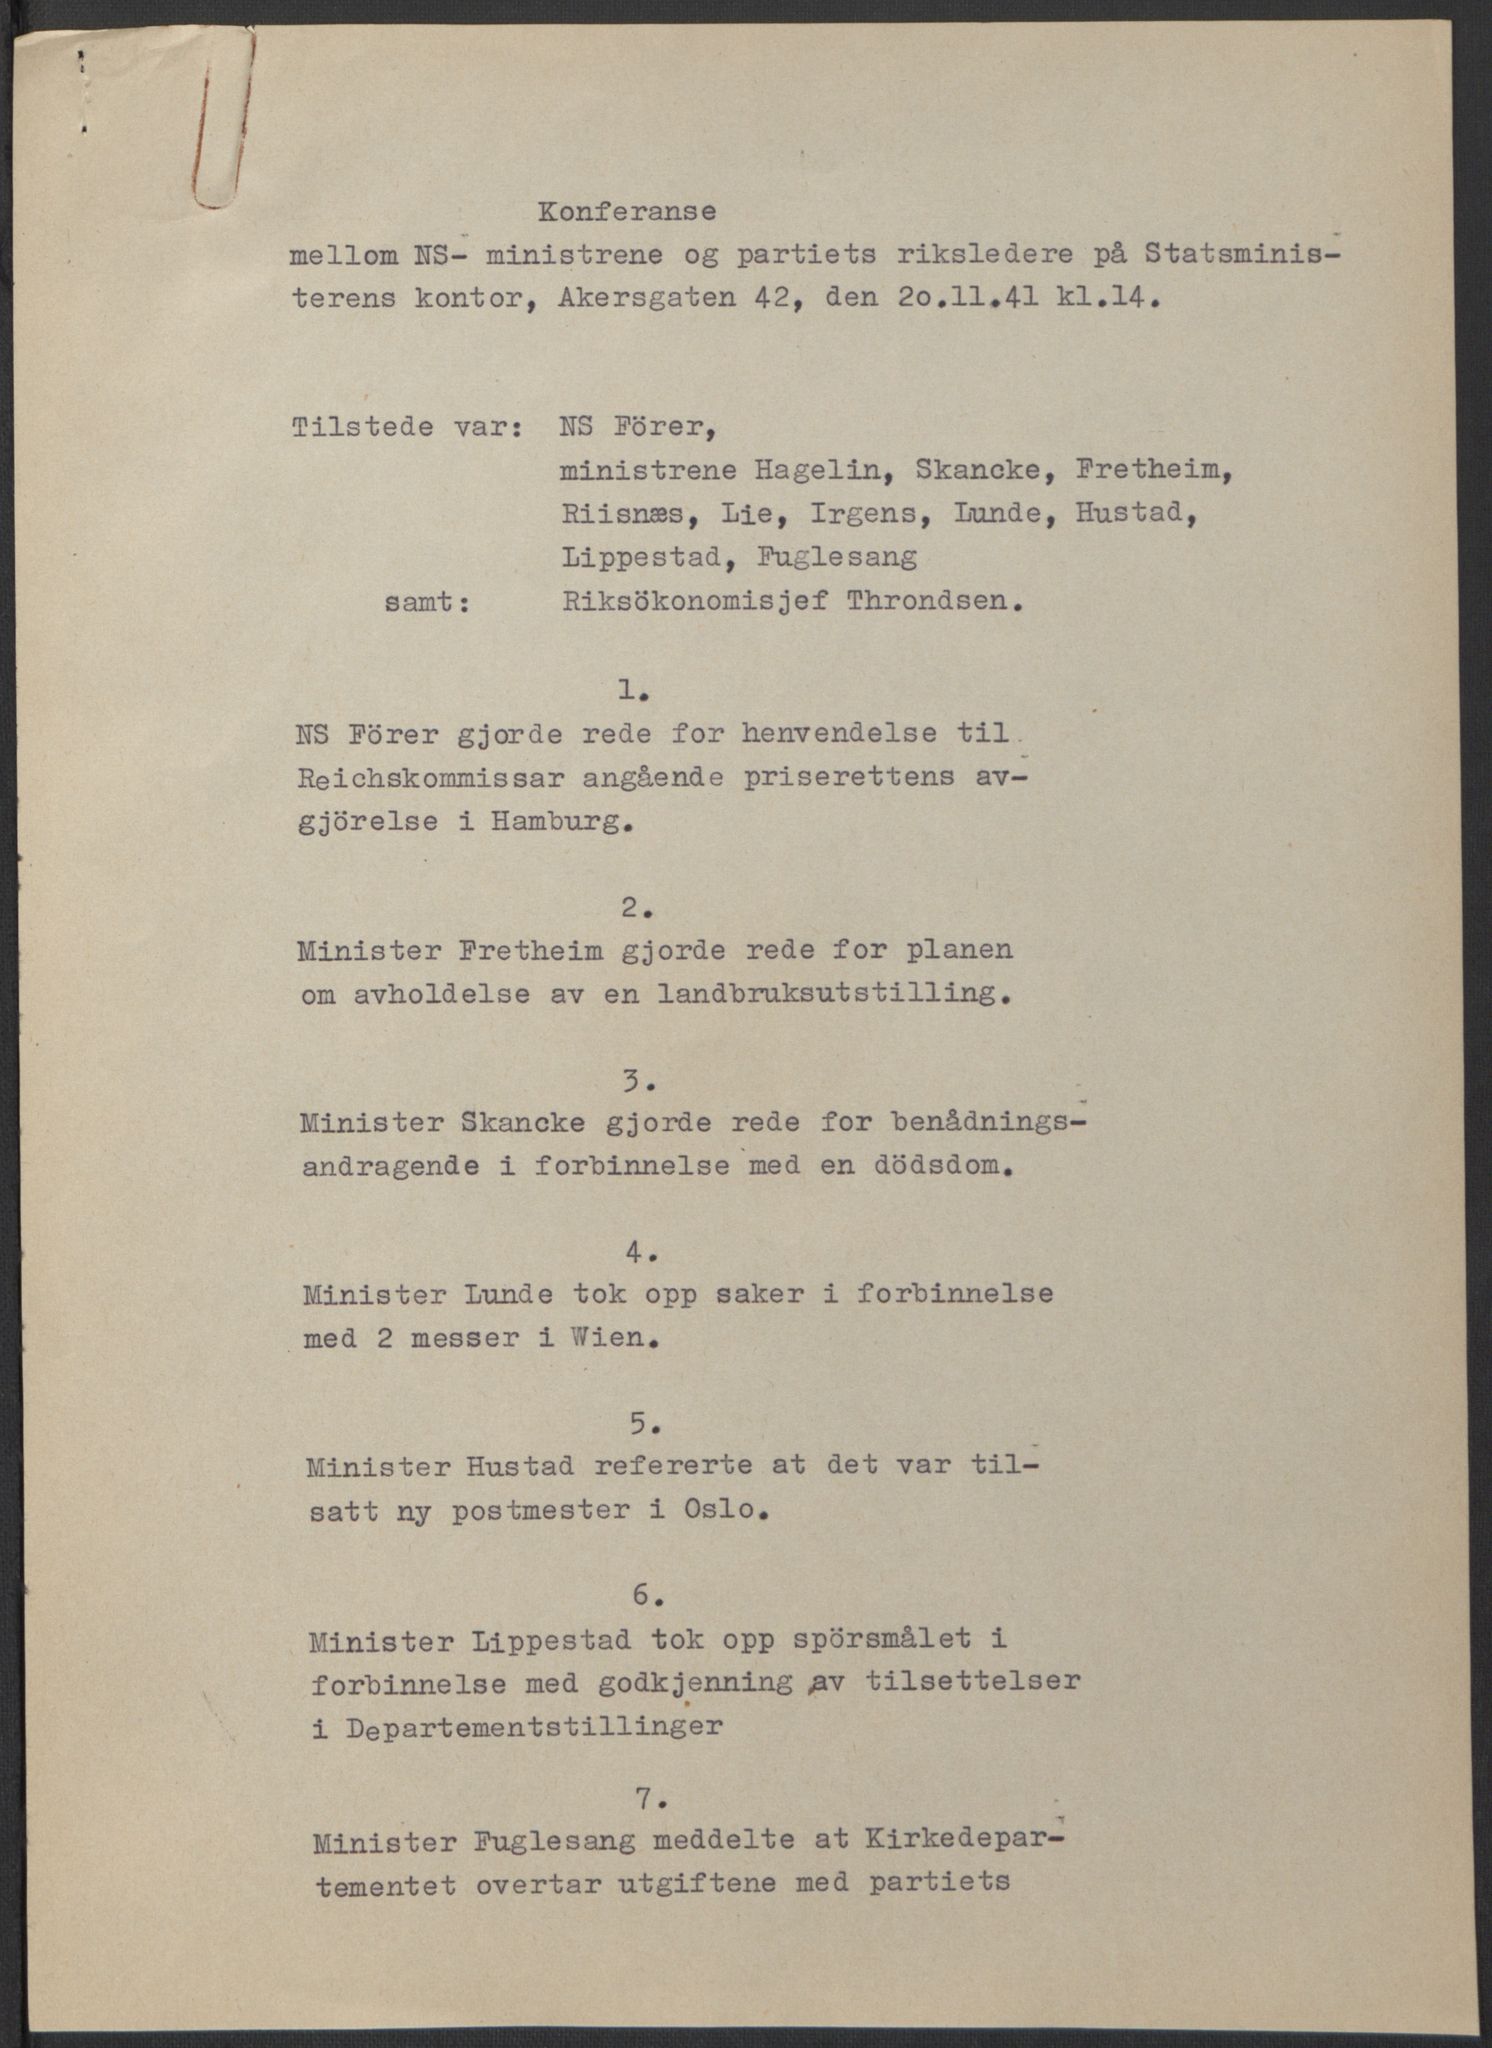 Konferanse
mellom NS- ministrene og partiets riksledere på Statsminis-
terens kontor, Akersgaten 42, den 2o.11.41 kl.14.
Tilstede var: NS Förer,
ministrene Hagelin, Skancke, Fretheim,
Riisnæs, Lie, Irgens, Lunde, Hustad,
Lippestad, Fuglesang
samt: Riksökonomisjef Throndsen.
1.
NS Förer gjorde rede for henvendelse til
Reichskommissar angående priserettens av-
gjörelse i Hamburg.
2.
Minister Fretheim gjorde rede for planen
om avholdelse av en landbruksutstilling.
3.
Minister Skancke gjorde rede for benådnings-
andragende i forbinnelse med en dödsdom.
4.
Minister Lunde tok opp saker i forbinnelse
med 2 messer i Wien.
5.
Minister Hustad refererte at det var til-
satt ny postmester i Oslo.
6.
Minister Lippestad tok opp spörsmålet i
forbinnelse med godkjenning av tilsettelser
i Departementstillinger
7.
Minister Fuglesang meddelte at Kirkedepar-
tementet overtar utgiftene med partiets